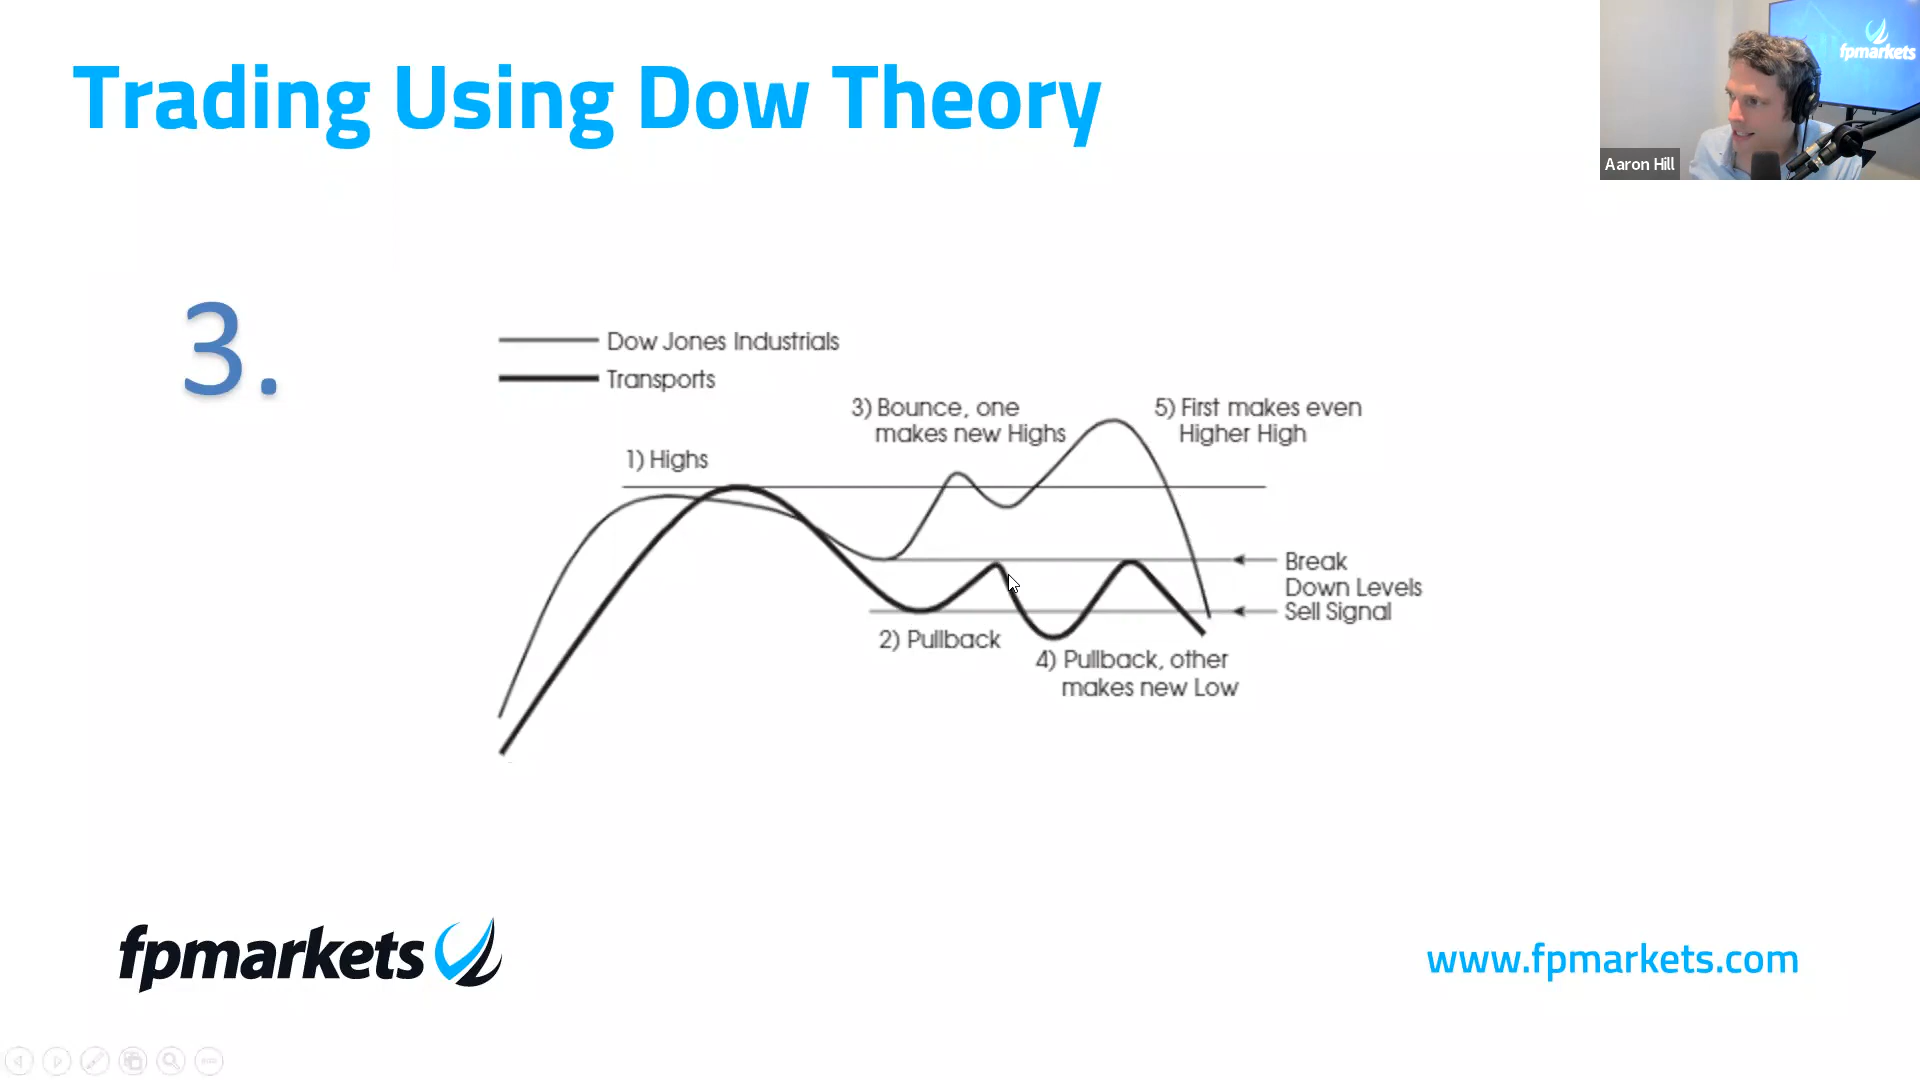 Trading Using Dow Theory
fpmarkets
Aaron Hill
3.
Dow Jones Industrials
Transports
3) Bounce, one
makes new Highs
5) First makes even
Higher High
1) Highs
Break
Down Levels
Sell Signal
2) Pullback
4) Pullback, other
makes new Low
fpmarkets
www.fpmarkets.com